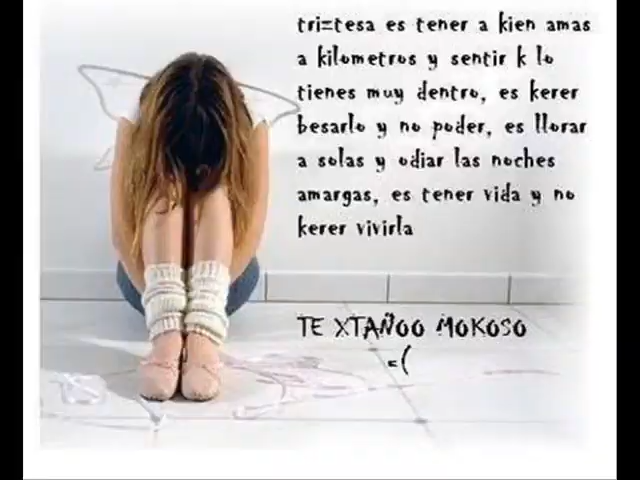 tri=tesa es tener a kien amas
a kilometros y sentir k lo
tienes muy dentro, es kerer
besarlo y no poder, es llorar
a solas y odiar las noches
amargas, es tener vida y no
kerer vivirla
TE XTAÑOO MOKOSO
=(